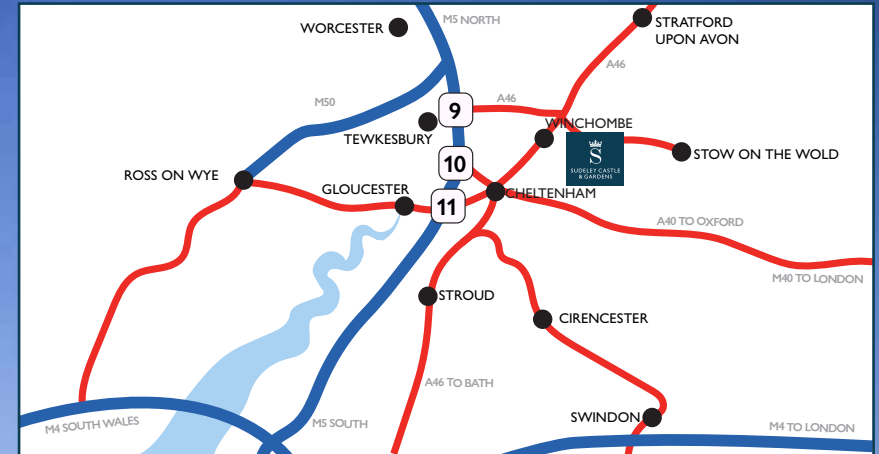 M5 NORTH
WORCESTER
STRATFORD
UPON AVON
A46
M50
A46
9
WINCHOMBE
TEWKESBURY
S
SUDELEY CASTLE
& GARDENS
STOW ON THE WOLD
10
ROSS ON WYE
GLOUCESTER
CHELTENHAM
11
A40 TO OXFORD
M40 TO LONDON
STROUD
CIRENCESTER
A46 TO BATH
SWINDON
M4 SOUTH WALES
M5 SOUTH
M4 TO LONDON